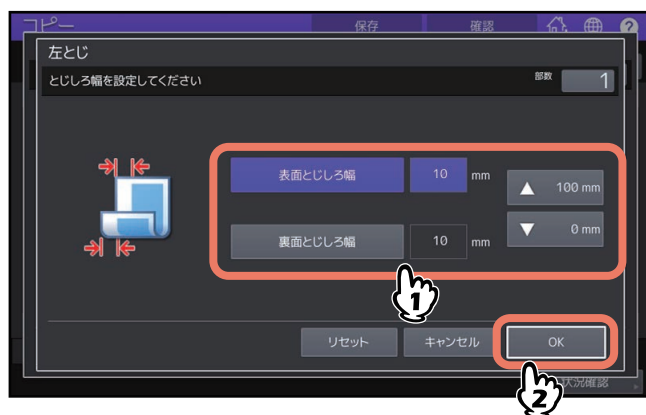 コピー 保存 確認 ?
左とじ
とじしろ幅を設定してください 部数 1
表面とじしろ幅 10 mm
▲ 100 mm
裏面とじしろ幅 10 mm
▼ 0 mm
1
リセット キャンセル OK
2
状況確認